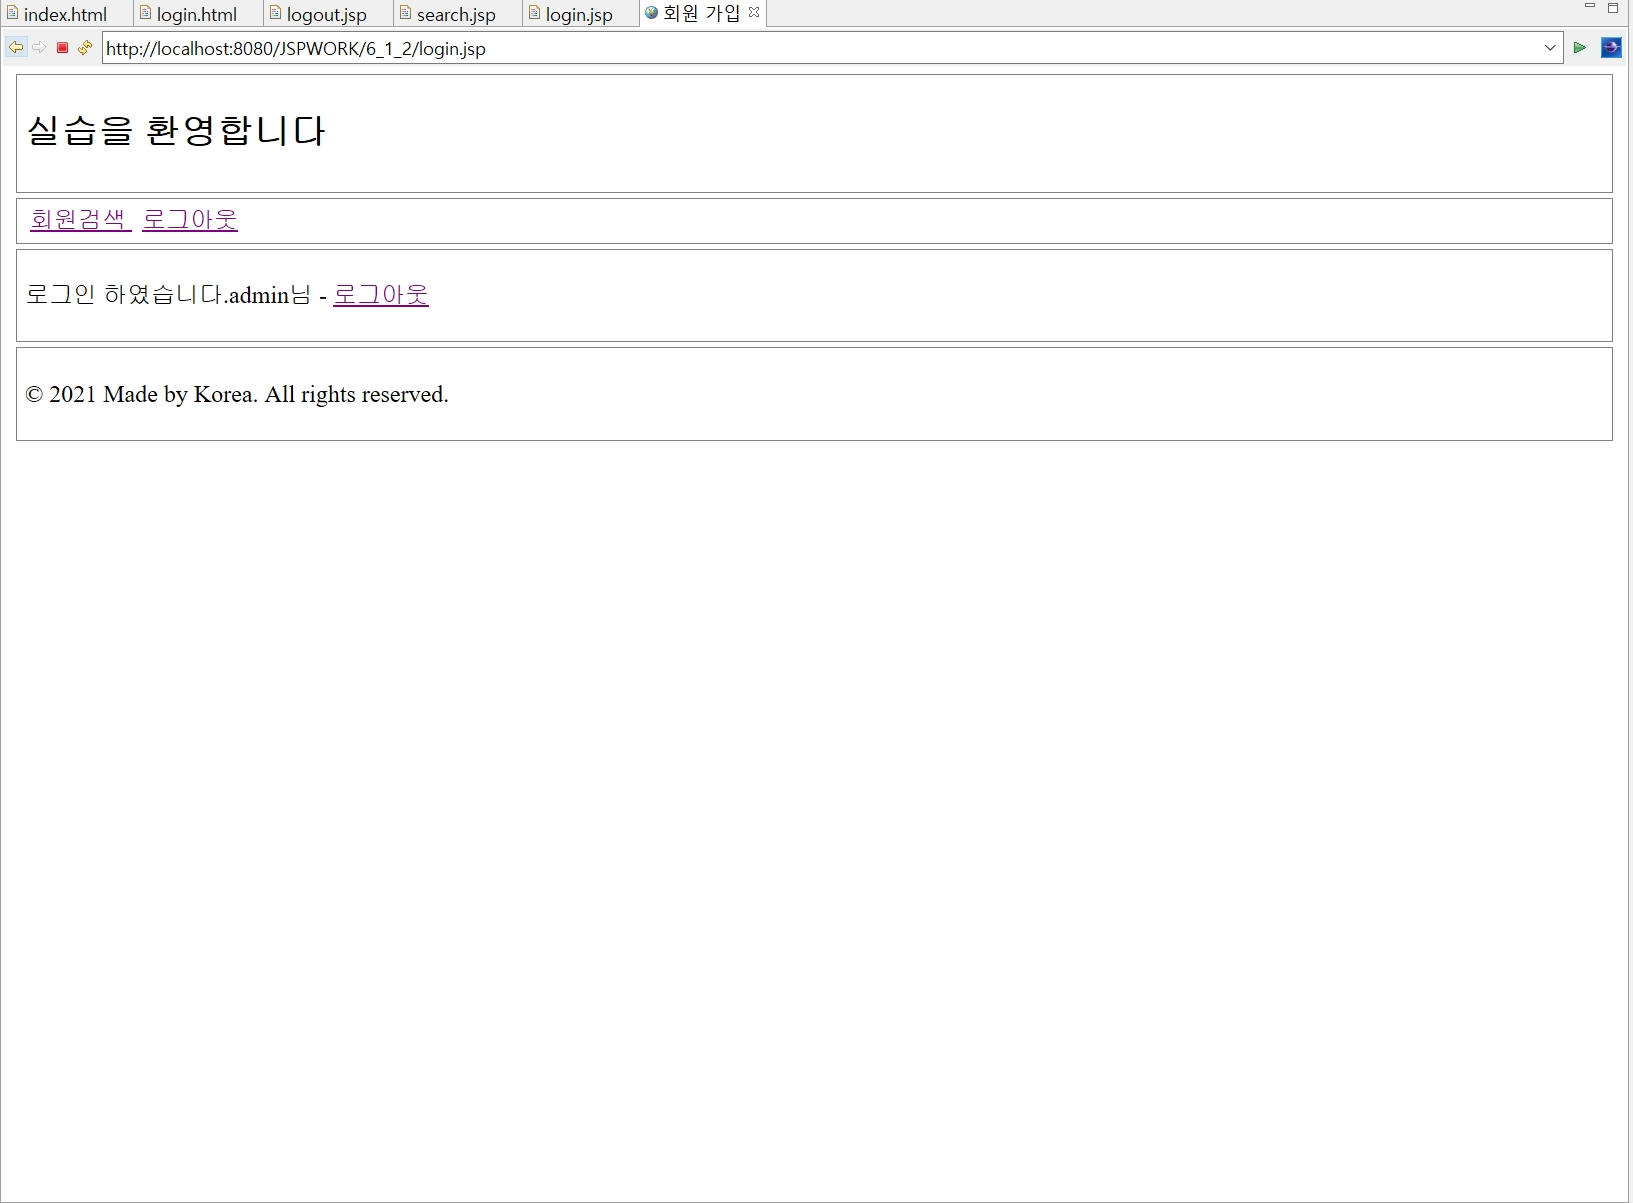 index.html login.html logout.jsp search.jsp login.jsp 회원 가입
http://localhost:8080/JSPWORK/6_1_2/login.jsp
실습을 환영합니다
회원검색 로그아웃
로그인 하였습니다.admin님 - 로그아웃
© 2021 Made by Korea. All rights reserved.